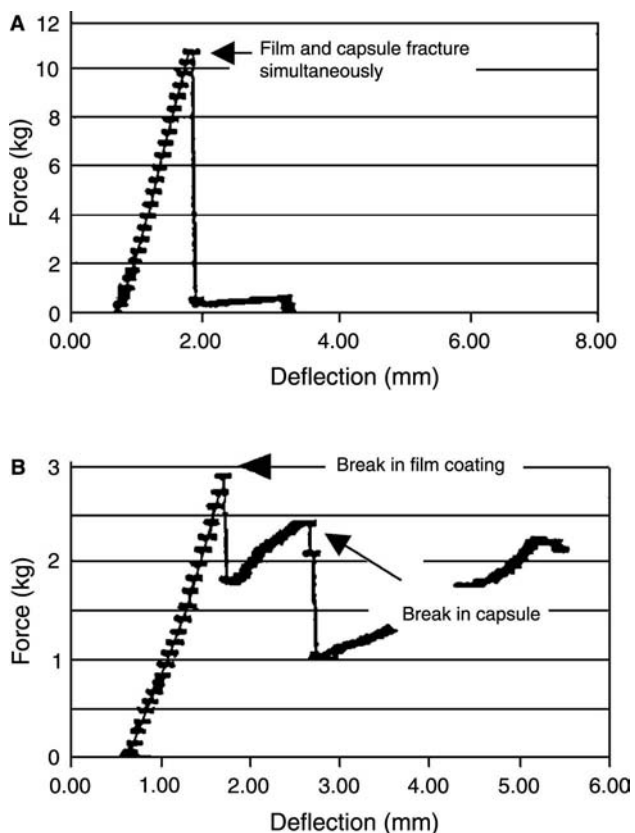 A
12
10
8
6
4
2
0
Force (kg)
Film and capsule fracture
simultaneously
0.00 2.00 4.00 6.00 8.00
Deflection (mm)
B
3
2
1
0
Force (kg)
Break in film coating
Break in capsule
0.00 1.00 2.00 3.00 4.00 5.00 6.00
Deflection (mm)